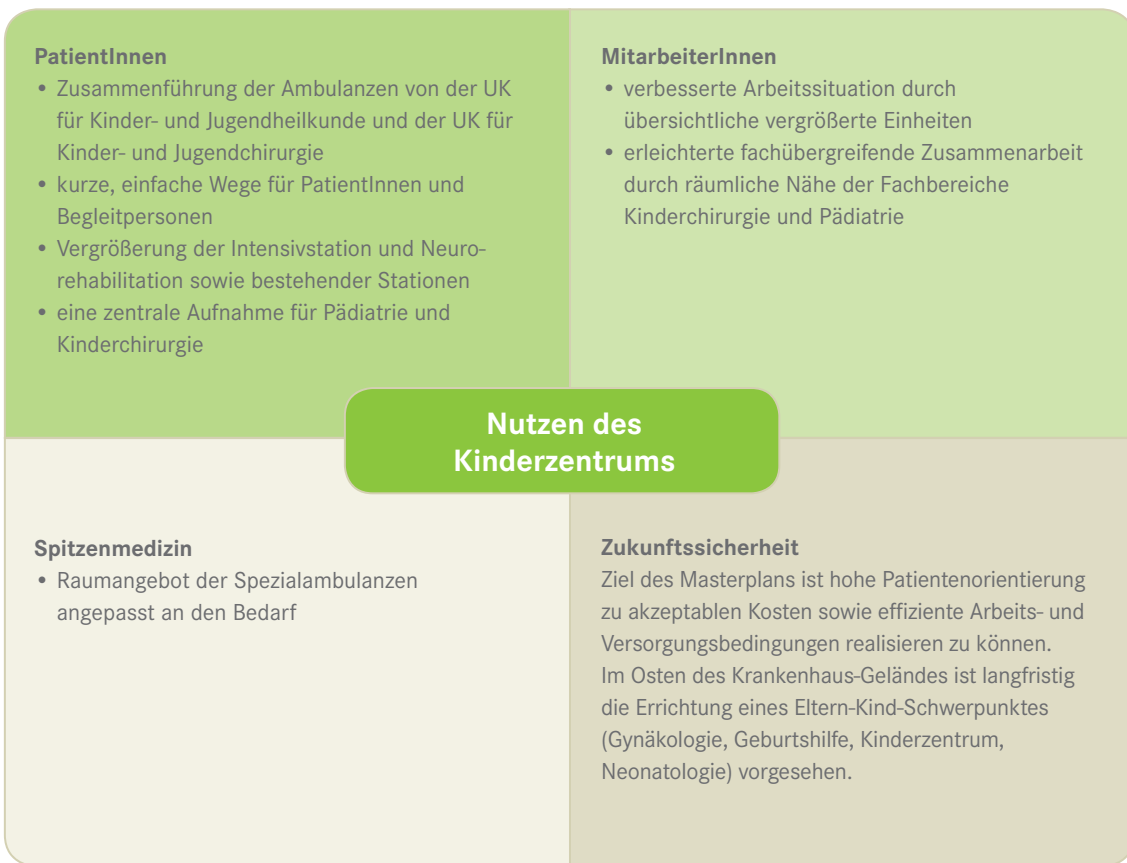 PatientInnen
• Zusammenführung der Ambulanzen von der UK
für Kinder- und Jugendheilkunde und der UK für
Kinder- und Jugendchirurgie
• kurze, einfache Wege für PatientInnen und
Begleitpersonen
• Vergrößerung der Intensivstation und Neuro-
rehabilitation sowie bestehender Stationen
• eine zentrale Aufnahme für Pädiatrie und
Kinderchirurgie
MitarbeiterInnen
• verbesserte Arbeitssituation durch
übersichtliche vergrößerte Einheiten
• erleichterte fachübergreifende Zusammenarbeit
durch räumliche Nähe der Fachbereiche
Kinderchirurgie und Pädiatrie
Nutzen des
Kinderzentrums
Spitzenmedizin
• Raumangebot der Spezialambulanzen
angepasst an den Bedarf
Zukunftssicherheit
Ziel des Masterplans ist hohe Patientenorientierung
zu akzeptablen Kosten sowie effiziente Arbeits- und
Versorgungsbedingungen realisieren zu können.
Im Osten des Krankenhaus-Geländes ist langfristig
die Errichtung eines Eltern-Kind-Schwerpunktes
(Gynäkologie, Geburtshilfe, Kinderzentrum,
Neonatologie) vorgesehen.